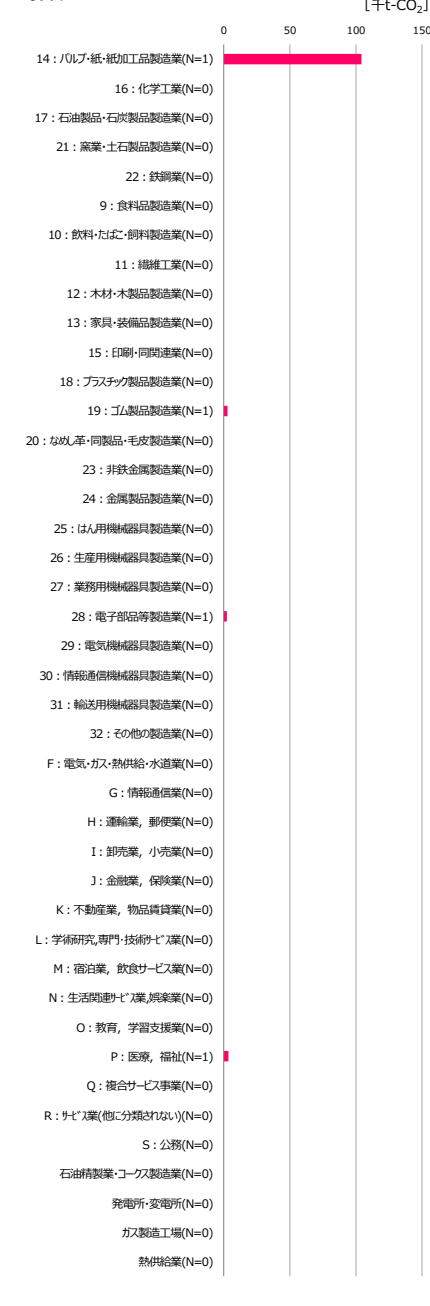 [千t-CO₂]
0 50 100 150
14：パルプ・紙・紙加工品製造業(N=1)
16：化学工業(N=0)
17：石油製品・石炭製品製造業(N=0)
21：窯業・土石製品製造業(N=0)
22：鉄鋼業(N=0)
9：食料品製造業(N=0)
10：飲料・たばこ・飼料製造業(N=0)
11：繊維工業(N=0)
12：木材・木製品製造業(N=0)
13：家具・装備品製造業(N=0)
15：印刷・同関連業(N=0)
18：プラスチック製品製造業(N=0)
19：ゴム製品製造業(N=1)
20：なめし革・同製品・毛皮製造業(N=0)
23：非鉄金属製造業(N=0)
24：金属製品製造業(N=0)
25：はん用機械器具製造業(N=0)
26：生産用機械器具製造業(N=0)
27：業務用機械器具製造業(N=0)
28：電子部品等製造業(N=1)
29：電気機械器具製造業(N=0)
30：情報通信機械器具製造業(N=0)
31：輸送用機械器具製造業(N=0)
32：その他の製造業(N=0)
F：電気・ガス・熱供給・水道業(N=0)
G：情報通信業(N=0)
H：運輸業，郵便業(N=0)
I：卸売業，小売業(N=0)
J：金融業，保険業(N=0)
K：不動産業，物品賃貸業(N=0)
L：学術研究,専門・技術ｻｰﾋﾞｽ業(N=0)
M：宿泊業，飲食サービス業(N=0)
N：生活関連ｻｰﾋﾞｽ業,娯楽業(N=0)
O：教育，学習支援業(N=0)
P：医療，福祉(N=1)
Q：複合サービス事業(N=0)
R：ｻｰﾋﾞｽ業(他に分類されない)(N=0)
S：公務(N=0)
石油精製業・コークス製造業(N=0)
発電所・変電所(N=0)
ガス製造工場(N=0)
熱供給業(N=0)